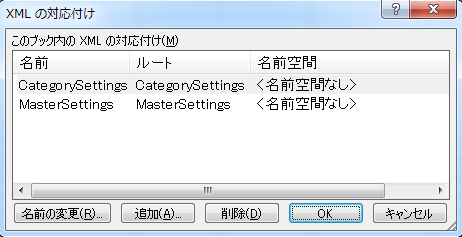 XML の対応付け
このブック内の XML の対応付け(M)
名前 ルート 名前空間
CategorySettings CategorySettings <名前空間なし>
MasterSettings MasterSettings <名前空間なし>
名前の変更(R)... 追加(A)... 削除(D) OK キャンセル